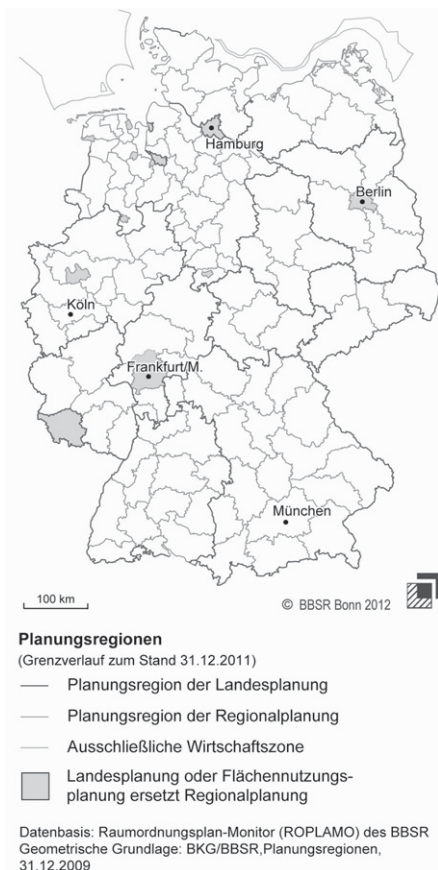 Hamburg
Berlin
Köln
Frankfurt/M.
München
100 km
© BBSR Bonn 2012
Planungsregionen
(Grenzverlauf zum Stand 31.12.2011)
Planungsregion der Landesplanung
Planungsregion der Regionalplanung
Ausschließliche Wirtschaftszone
Landesplanung oder Flächennutzungs-
planung ersetzt Regionalplanung
Datenbasis: Raumordnungsplan-Monitor (ROPLAMO) des BBSR
Geometrische Grundlage: BKG/BBSR,Planungsregionen,
31.12.2009